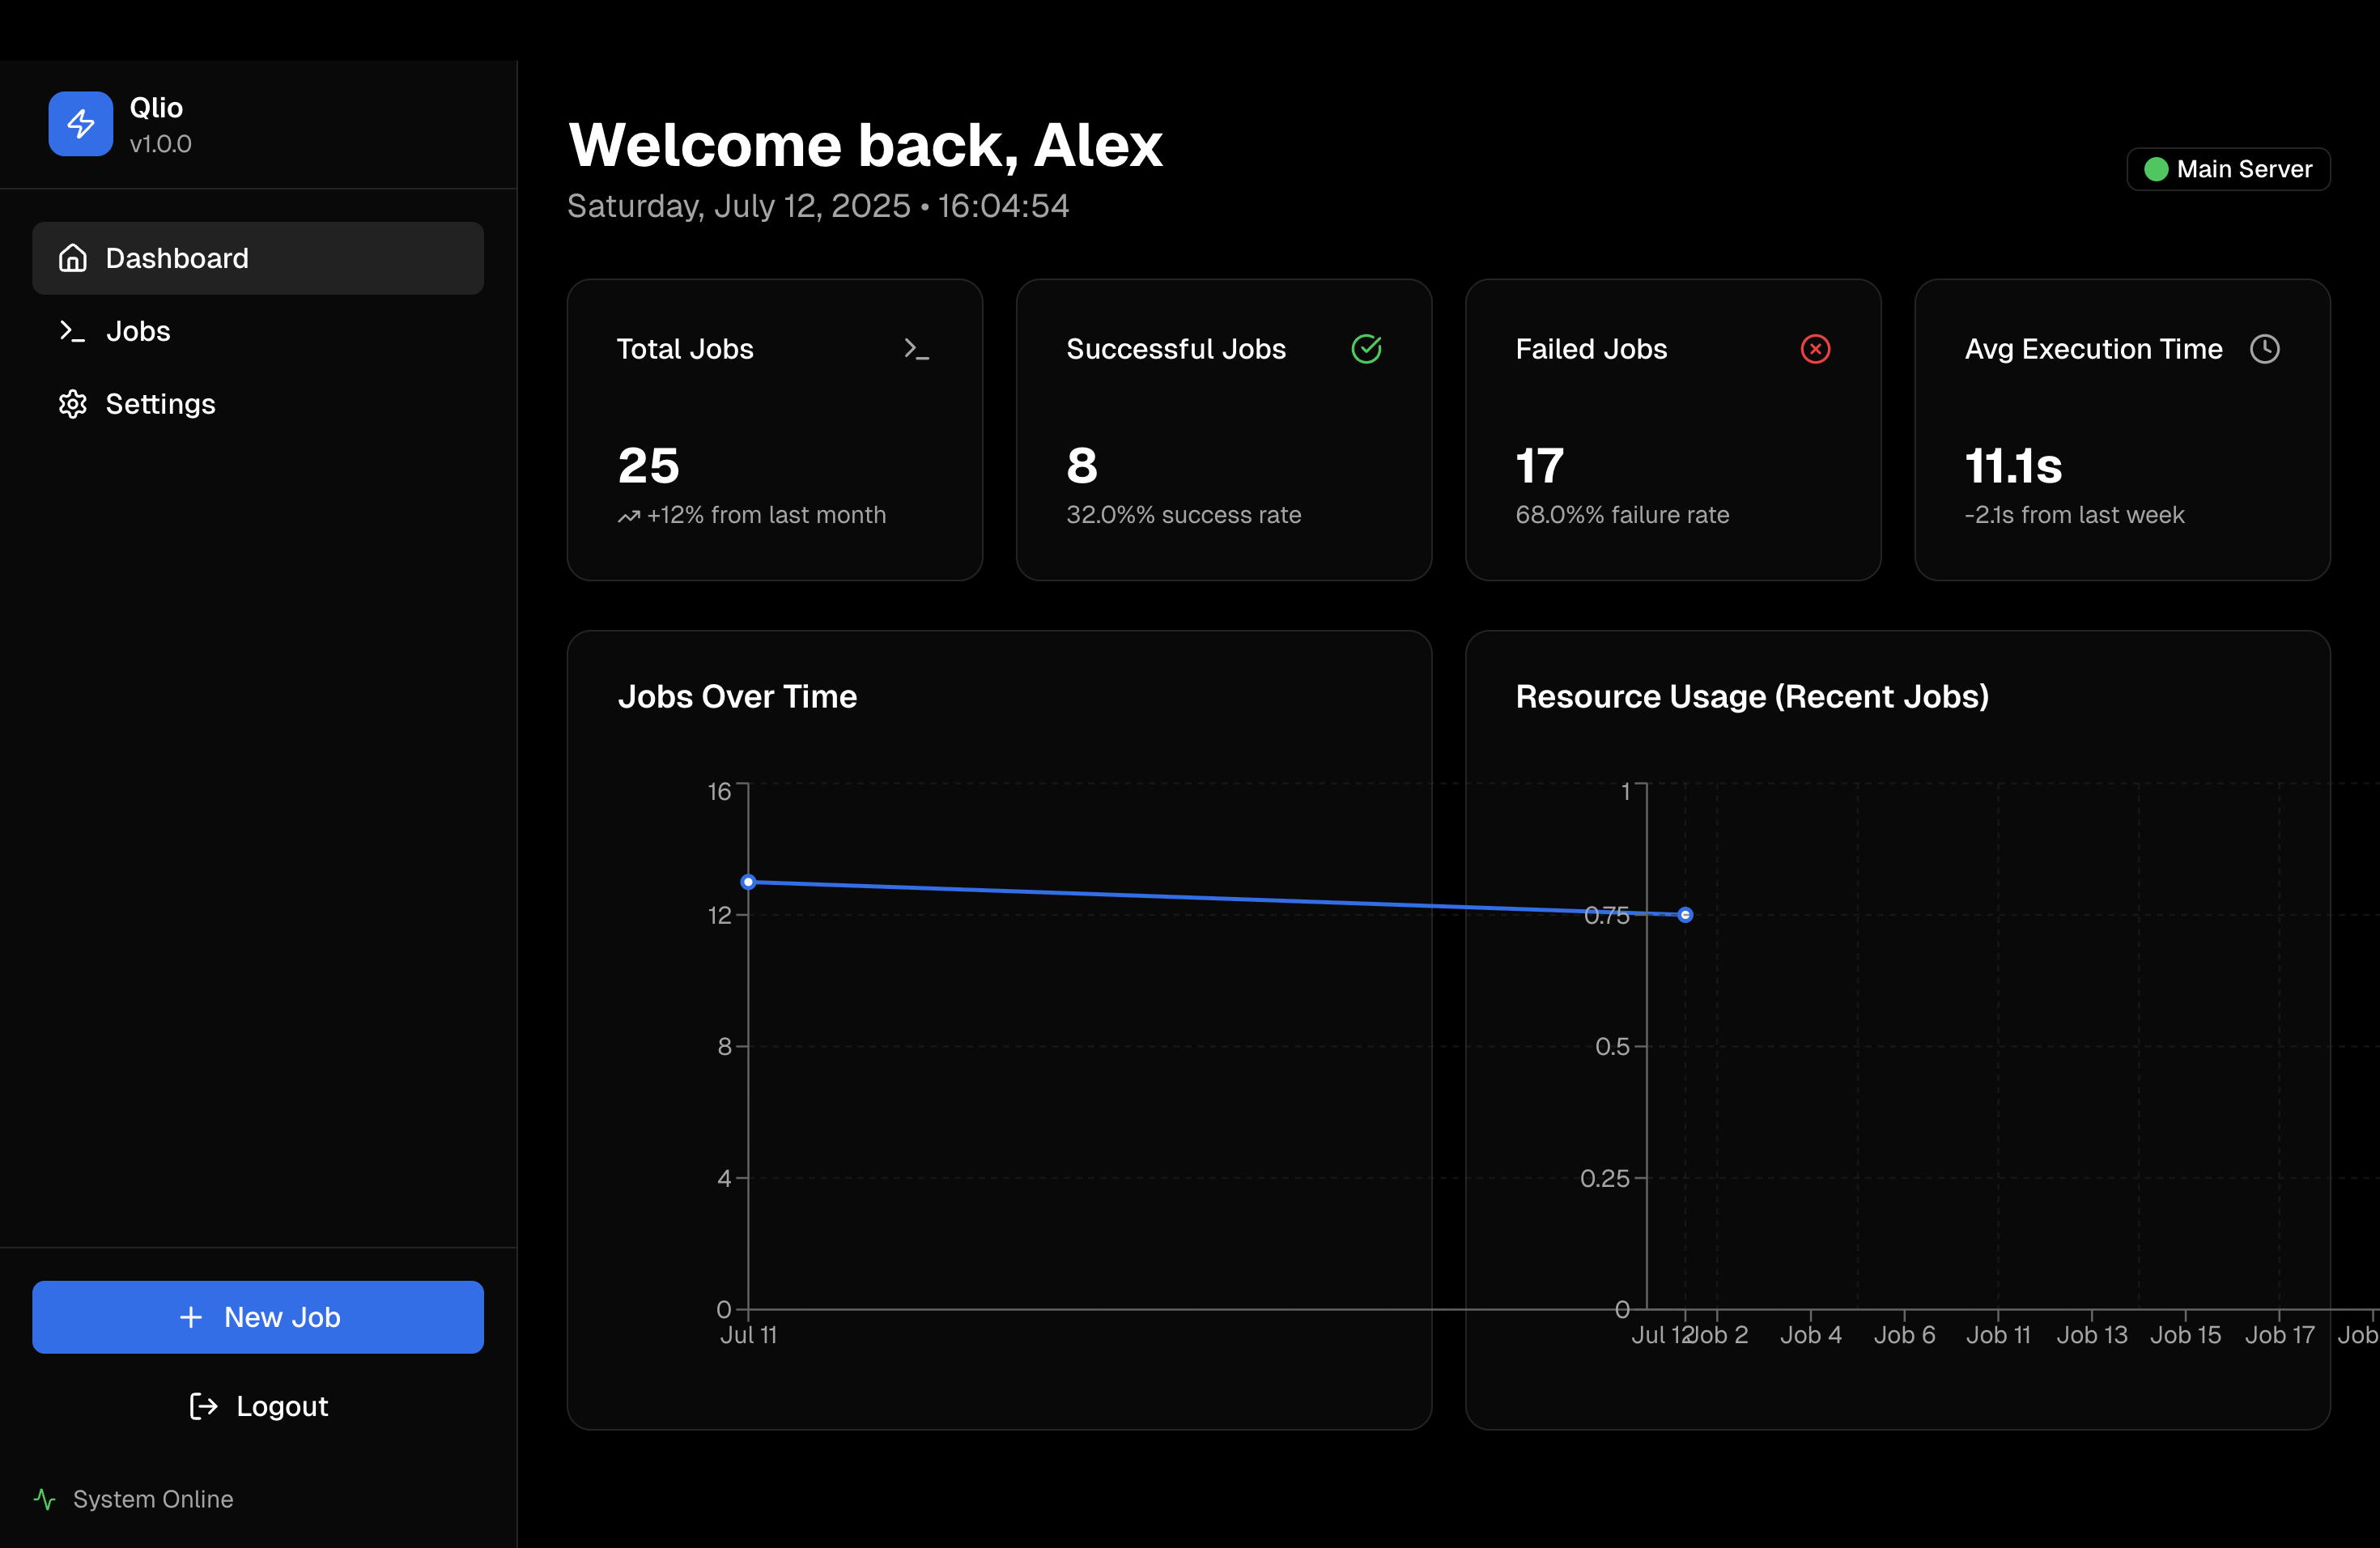 Qlio
v1.0.0
Dashboard
Jobs
Settings
New Job
Logout
System Online
Welcome back, Alex
Saturday, July 12, 2025 • 16:04:54
Main Server
Total Jobs
25
+12% from last month
Successful Jobs
8
32.0%% success rate
Failed Jobs
17
68.0%% failure rate
Avg Execution Time
11.1s
-2.1s from last week
Jobs Over Time
16
12
8
4
0
Jul 11
Jul 12
Resource Usage (Recent Jobs)
1
0.75
0.5
0.25
0
Job 2
Job 4
Job 6
Job 11
Job 13
Job 15
Job 17
Job